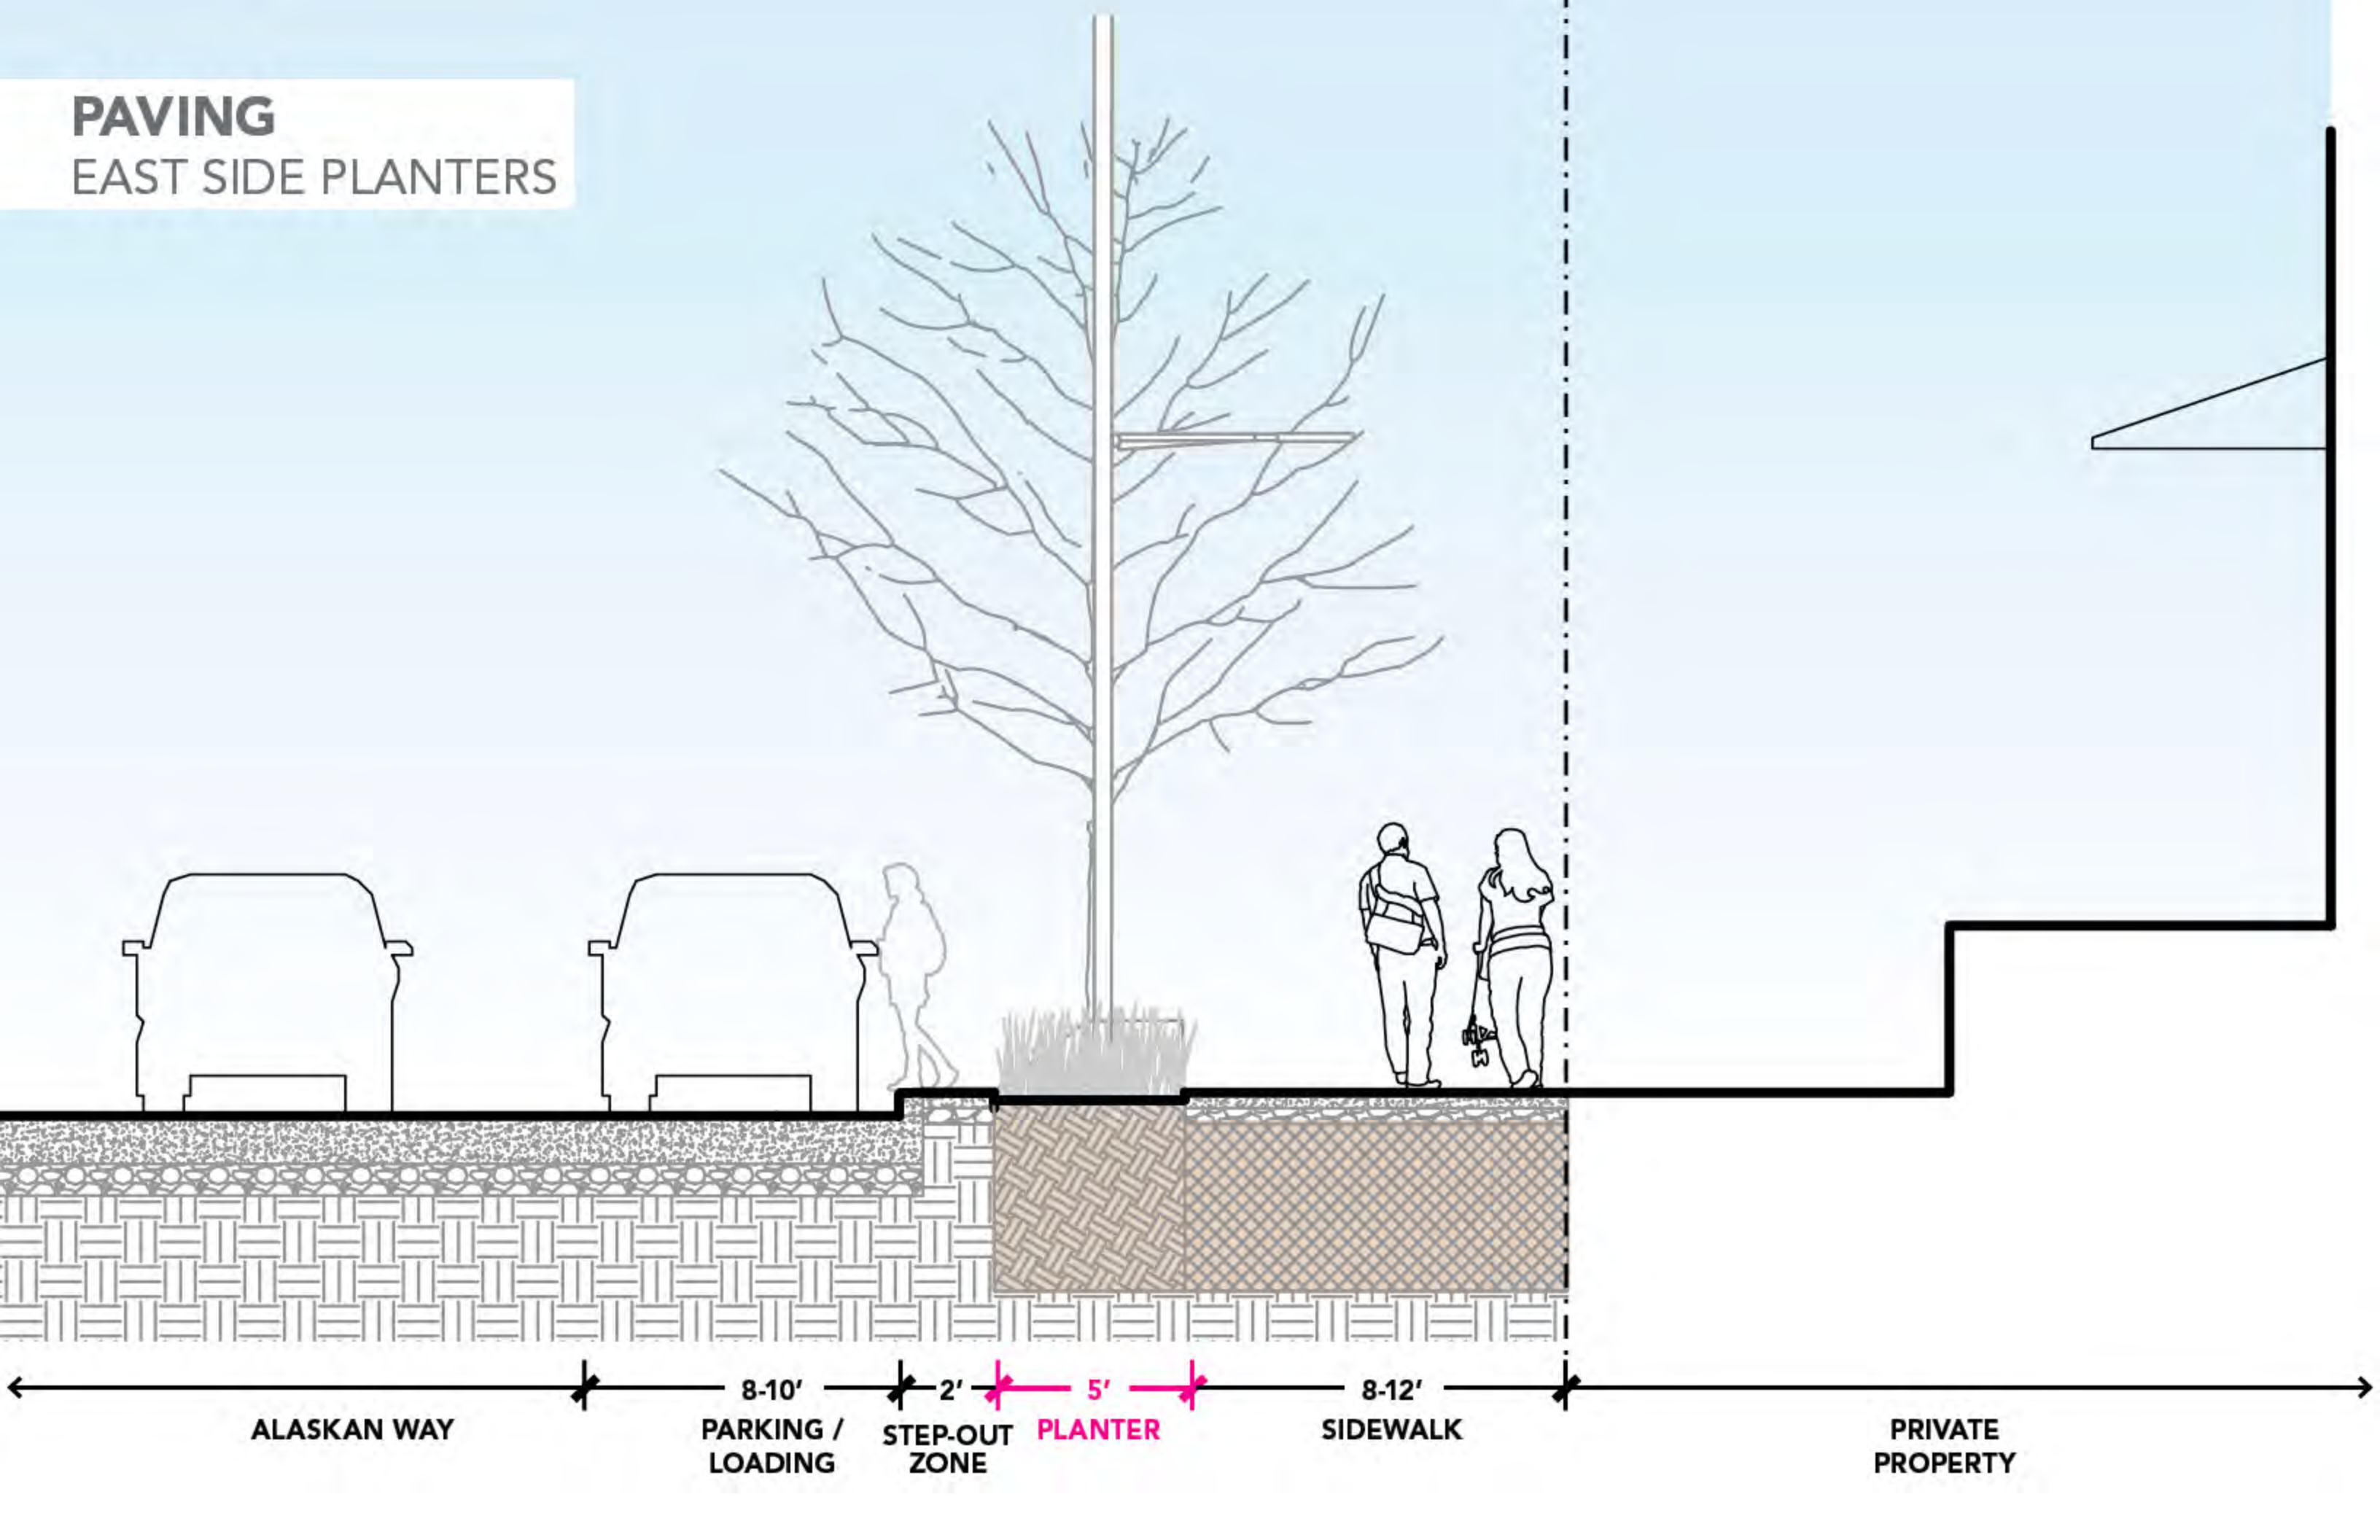 PAVING
EAST SIDE PLANTERS
8-10′
2′
5′
8-12′
ALASKAN WAY
PARKING /
LOADING
STEP-OUT
ZONE
PLANTER
SIDEWALK
PRIVATE
PROPERTY